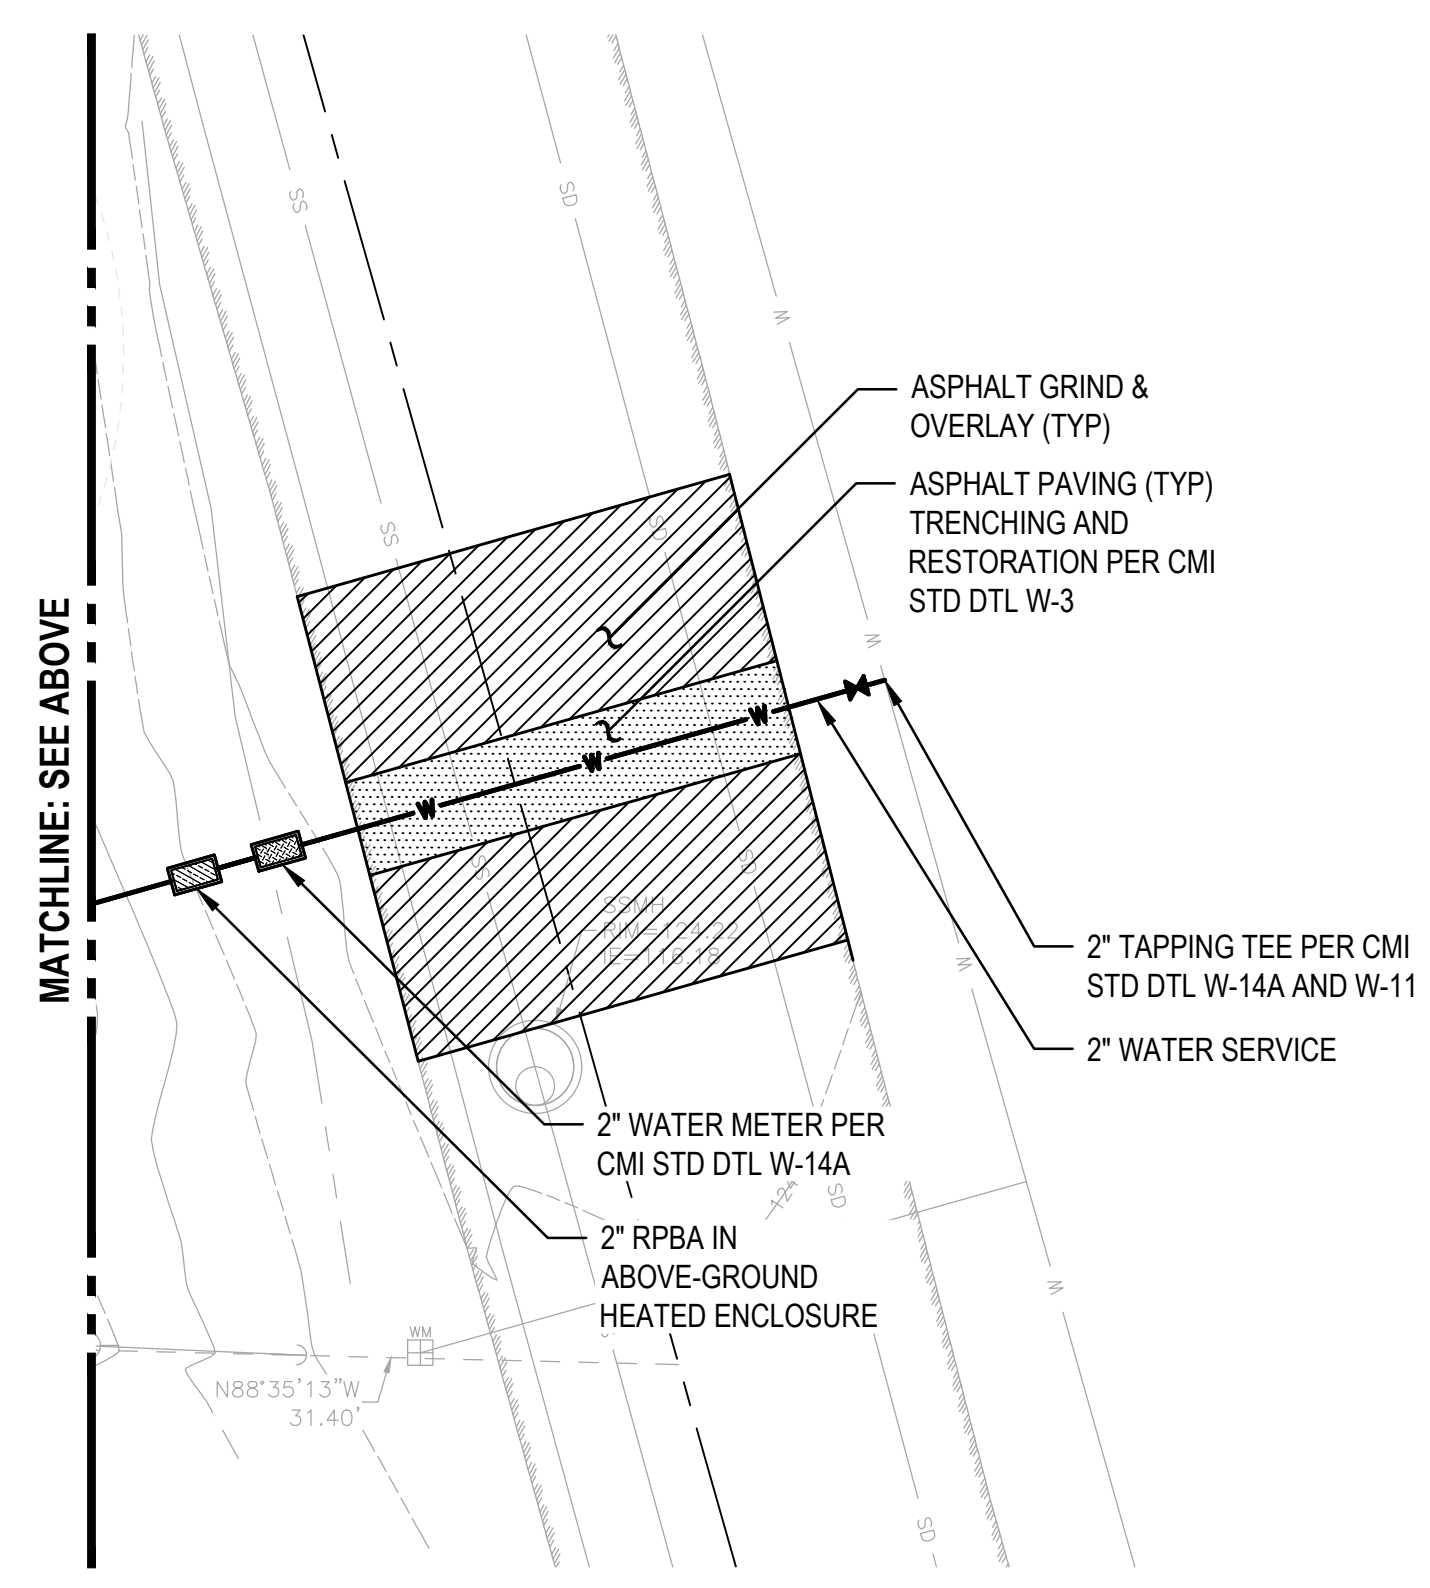 SS
SD
W
ASPHALT GRIND &
OVERLAY (TYP)
ASPHALT PAVING (TYP)
TRENCHING AND
RESTORATION PER CMI
STD DTL W-3
SS
SD
W
MATCHLINE: SEE ABOVE
W
W
W
SS
SD
SSMH
RIM=124.22
IE=116.18
W
2" TAPPING TEE PER CMI
STD DTL W-14A AND W-11
2" WATER SERVICE
2" WATER METER PER
CMI STD DTL W-14A
SD
2" RPBA IN
ABOVE-GROUND
HEATED ENCLOSURE
W
WM
N88°35'13"W
31.40'
SD